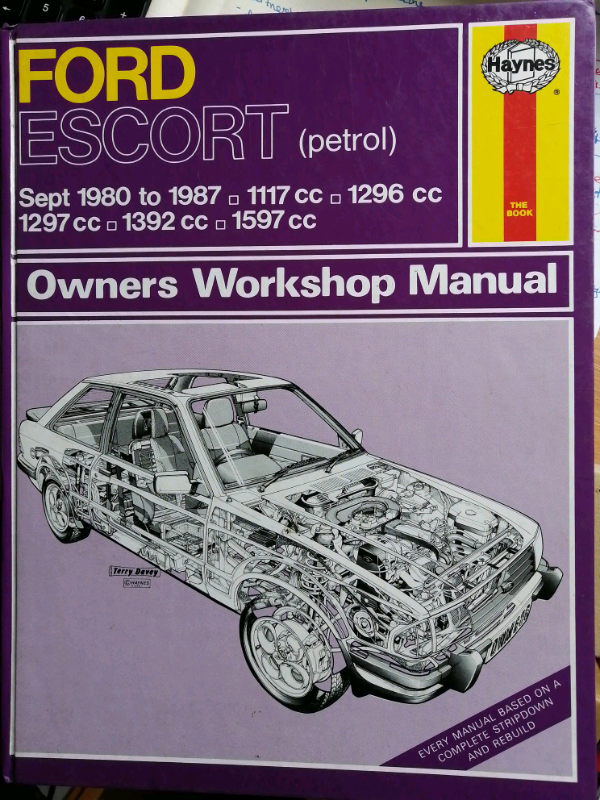 FORD
ESCORT (petrol)
Sept 1980 to 1987 □ 1117 cc □ 1296 cc
1297 cc □ 1392 cc □ 1597 cc
Haynes
®
THE
BOOK
Owners Workshop Manual
Terry Davey
© HAYNES
EVERY MANUAL BASED ON A
COMPLETE STRIPDOWN
AND REBUILD